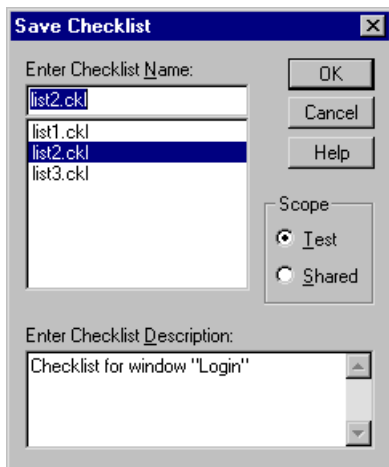 Save Checklist
Enter Checklist Name:
list2.ckl
list1.ckl
list2.ckl
list3.ckl
OK
Cancel
Help
Scope
Test
Shared
Enter Checklist Description:
Checklist for window "Login"